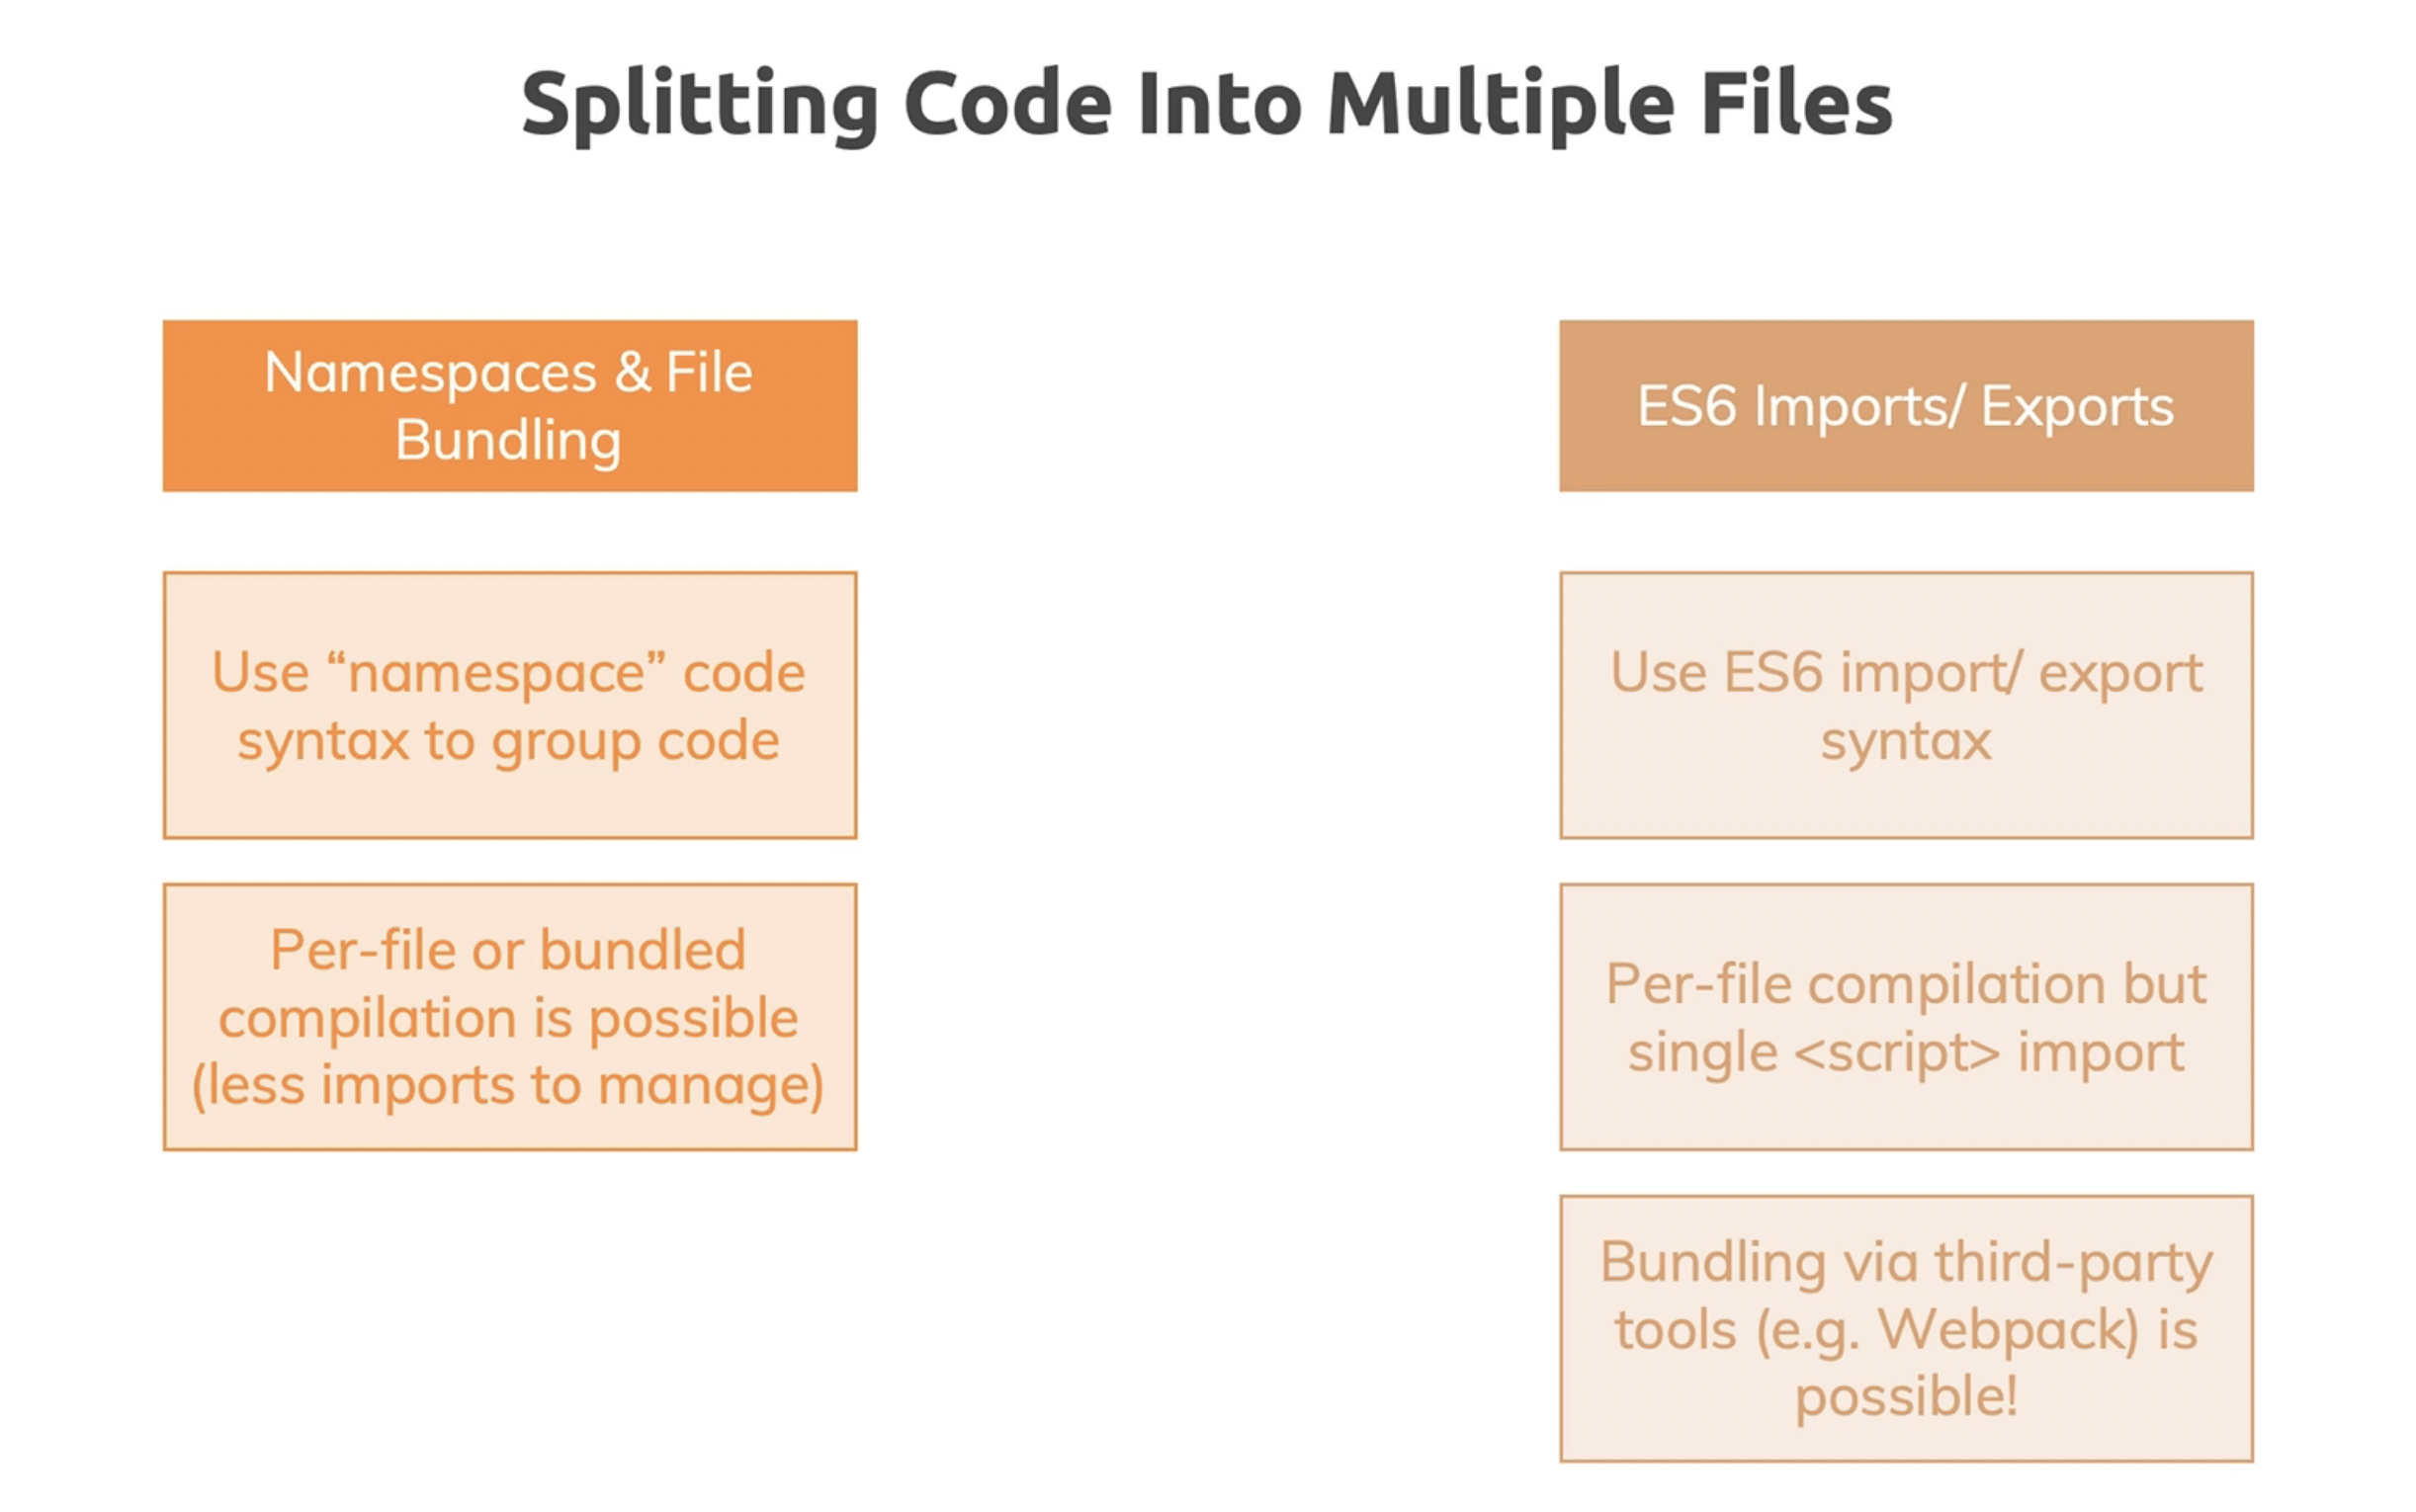 Splitting Code Into Multiple Files
Namespaces & File
Bundling
Use “namespace” code
syntax to group code
Per-file or bundled
compilation is possible
(less imports to manage)
ES6 Imports/ Exports
Use ES6 import/ export
syntax
Per-file compilation but
single <script> import
Bundling via third-party
tools (e.g. Webpack) is
possible!